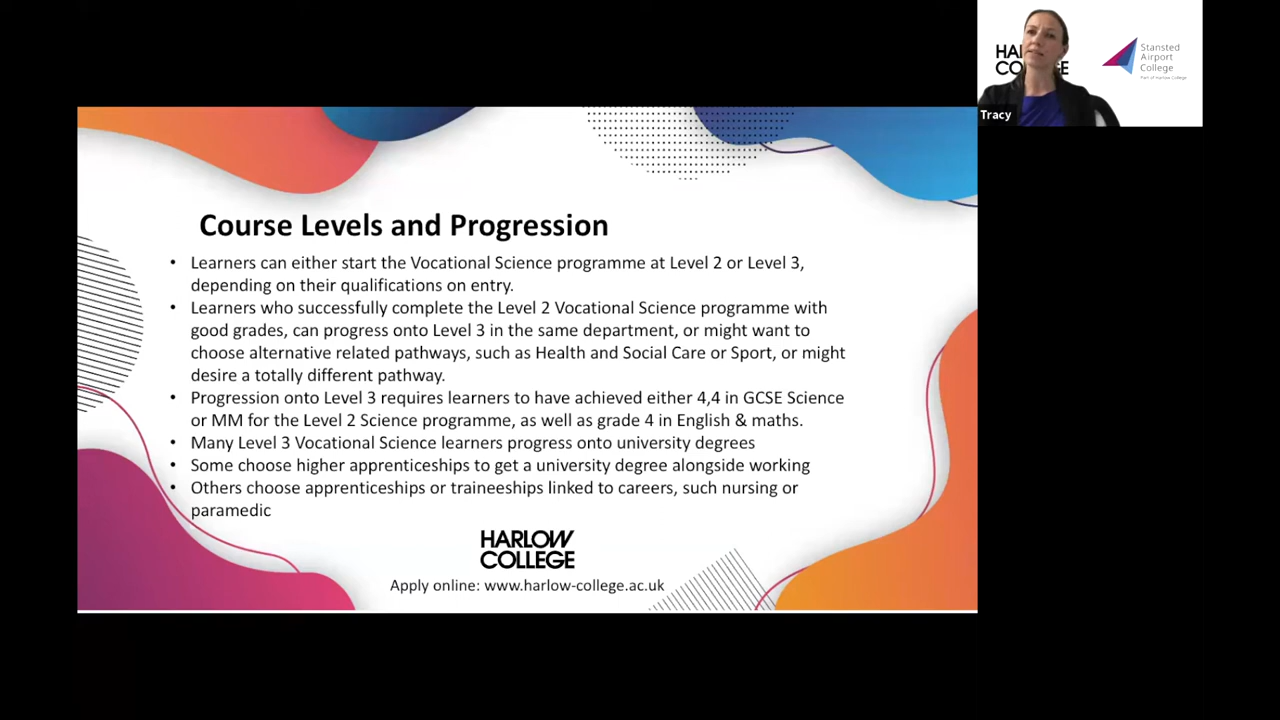 Course Levels and Progression
• Learners can either start the Vocational Science programme at Level 2 or Level 3,
depending on their qualifications on entry.
• Learners who successfully complete the Level 2 Vocational Science programme with
good grades, can progress onto Level 3 in the same department, or might want to
choose alternative related pathways, such as Health and Social Care or Sport, or might
desire a totally different pathway.
• Progression onto Level 3 requires learners to have achieved either 4,4 in GCSE Science
or MM for the Level 2 Science programme, as well as grade 4 in English & maths.
• Many Level 3 Vocational Science learners progress onto university degrees
• Some choose higher apprenticeships to get a university degree alongside working
• Others choose apprenticeships or traineeships linked to careers, such nursing or
paramedic
HARLOW
COLLEGE
Apply online: www.harlow-college.ac.uk
Stansted
Airport
College
Part of Harlow College
Tracy